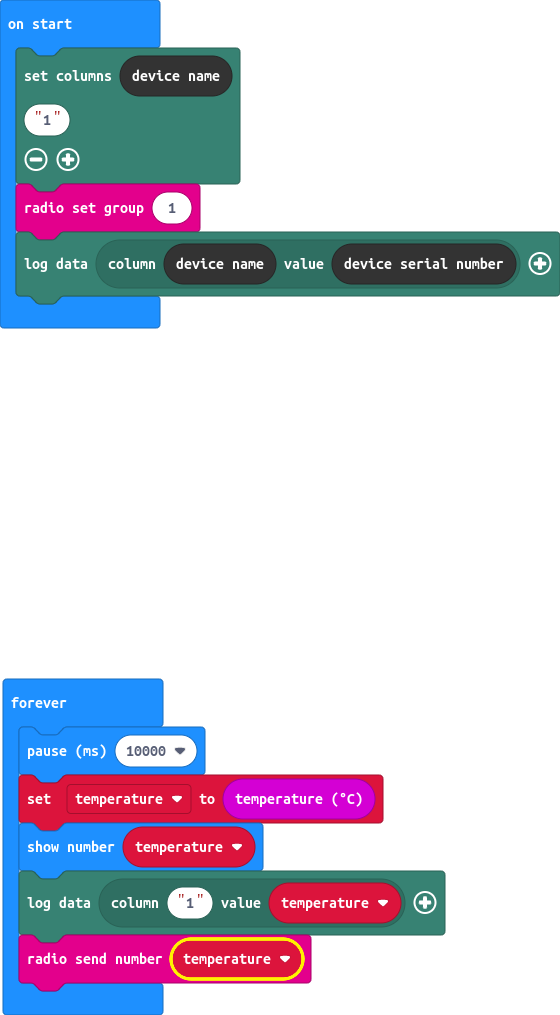 on start
set columns device name
"1"
radio set group 1
log data column device name value device serial number
forever
pause (ms) 10000
set temperature to temperature (°C)
show number temperature
log data column "1" value temperature
radio send number temperature